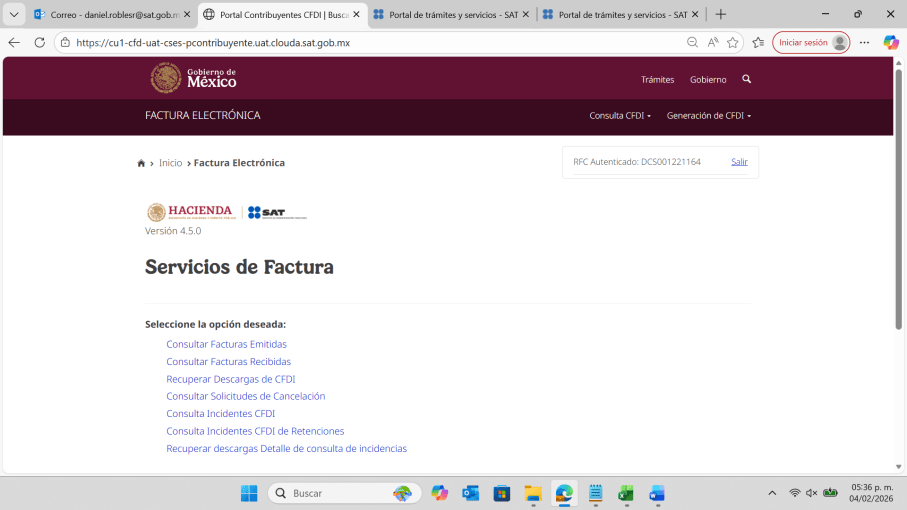 Correo - daniel.roblesr@sat.gob.m
Portal Contribuyentes CFDI | Busca
Portal de trámites y servicios - SAT
Portal de trámites y servicios - SAT
https://cu1-cfd-uat-cses-pcontribuyente.uat.clouda.sat.gob.mx
Iniciar sesión
Gobierno de
México
Trámites
Gobierno
FACTURA ELECTRÓNICA
Consulta CFDI
Generación de CFDI
Inicio > Factura Electrónica
RFC Autenticado: DCS001221164
Salir
HACIENDA
SAT
Versión 4.5.0
Servicios de Factura
Seleccione la opción deseada:
Consultar Facturas Emitidas
Consultar Facturas Recibidas
Recuperar Descargas de CFDI
Consultar Solicitudes de Cancelación
Consulta Incidentes CFDI
Consulta Incidentes CFDI de Retenciones
Recuperar descargas Detalle de consulta de incidencias
Buscar
05:36 p. m.
04/02/2026